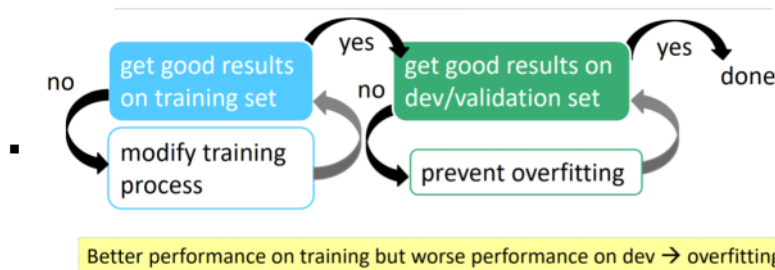 yes
yes
get good results
on training set
get good results on
dev/validation set
done
no
no
modify training
process
prevent overfitting
Better performance on training but worse performance on dev → overfitting